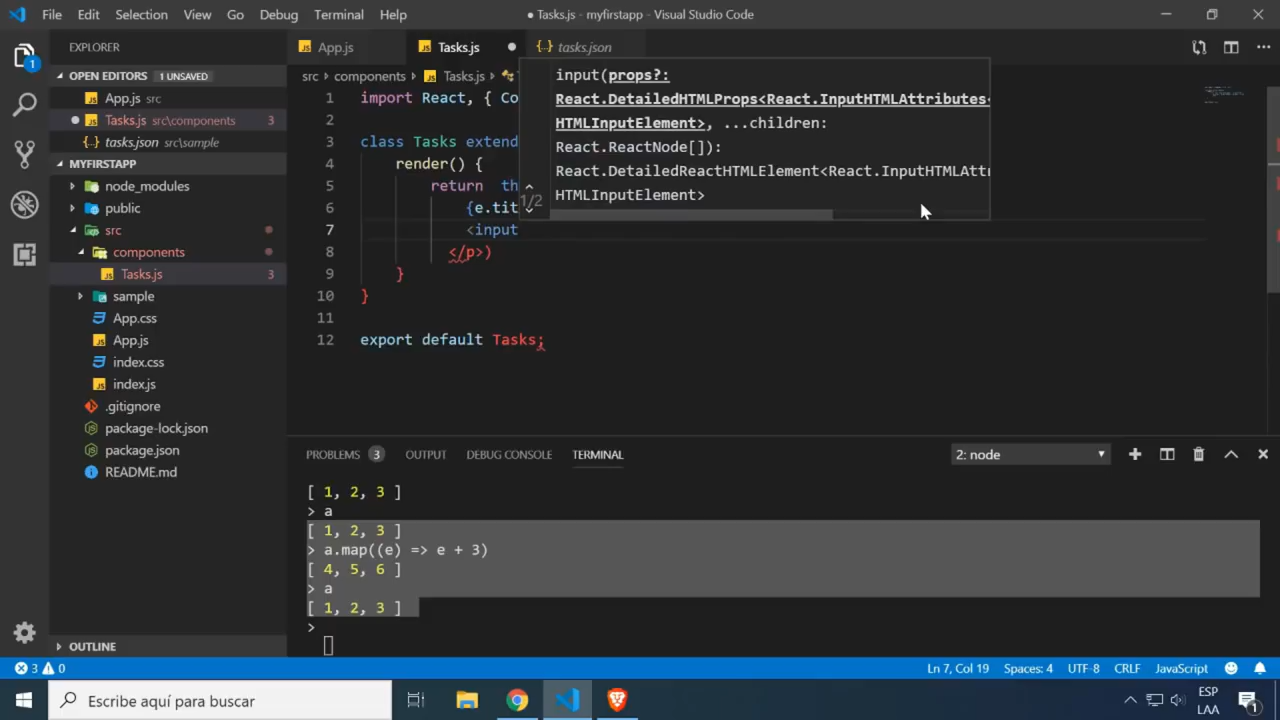 File Edit Selection View Go Debug Terminal Help
● Tasks.js - myfirstapp - Visual Studio Code
EXPLORER
OPEN EDITORS 1 UNSAVED
App.js src
Tasks.js src\components 3
tasks.json src\sample
MYFIRSTAPP
node_modules
public
src
components
Tasks.js 3
sample
App.css
App.js
index.css
index.js
.gitignore
package-lock.json
package.json
README.md
OUTLINE
App.js Tasks.js ● {..} tasks.json
src › components › Tasks.js ›
1 import React, { Co
2
3 class Tasks extend
4 render() {
5 return th
6 {e.tit
7 <input
8 </p>)
9 }
10 }
11
12 export default Tasks;
input(props?:
React.DetailedHTMLProps<React.InputHTMLAttributes<
HTMLInputElement>, ...children:
React.ReactNode[]):
React.DetailedReactHTMLElement<React.InputHTMLAttr
HTMLInputElement>
1/2
PROBLEMS 3 OUTPUT DEBUG CONSOLE TERMINAL 2: node
[ 1, 2, 3 ]
> a
[ 1, 2, 3 ]
> a.map((e) => e + 3)
[ 4, 5, 6 ]
> a
[ 1, 2, 3 ]
>
3 0 Ln 7, Col 19 Spaces: 4 UTF-8 CRLF JavaScript
Escribe aquí para buscar
ESP
LAA
1
1